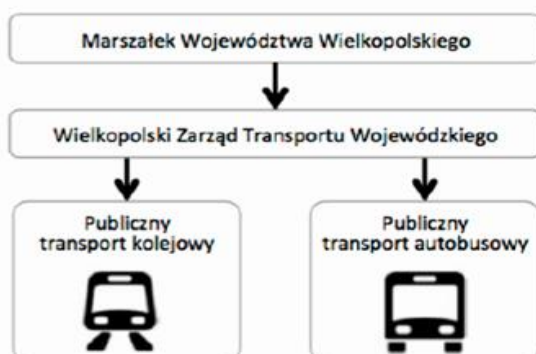 Marszałek Województwa Wielkopolskiego
Wielkopolski Zarząd Transportu Wojewódzkiego
Publiczny
transport kolejowy
Publiczny
transport autobusowy